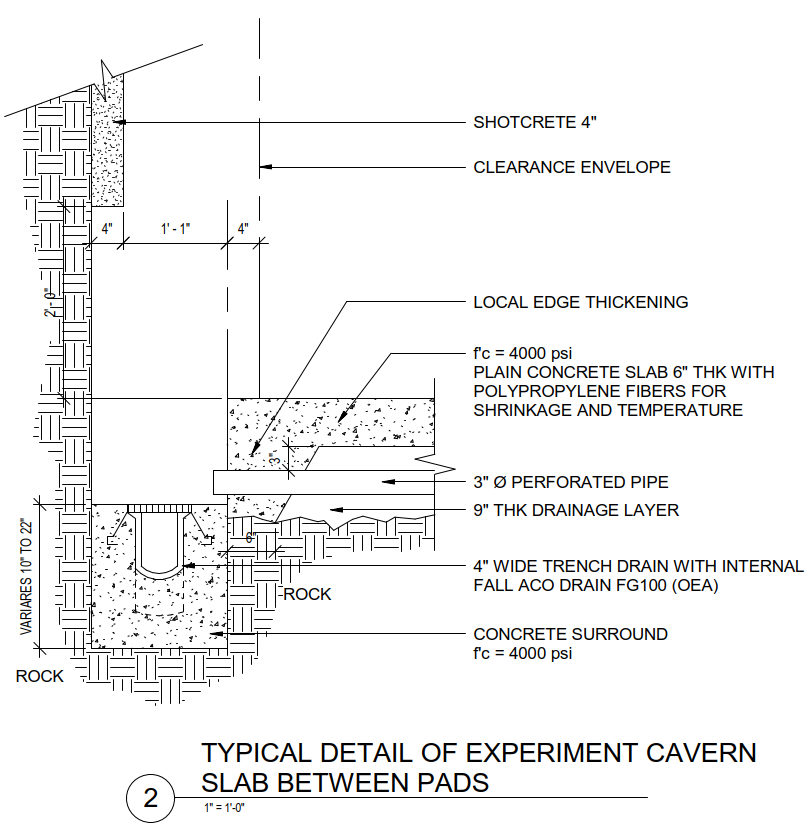 SHOTCRETE 4"
CLEARANCE ENVELOPE
4"
1' - 1"
4"
2'- 0"
LOCAL EDGE THICKENING
f'c = 4000 psi
PLAIN CONCRETE SLAB 6" THK WITH
POLYPROPYLENE FIBERS FOR
SHRINKAGE AND TEMPERATURE
3"
3" Ø PERFORATED PIPE
9" THK DRAINAGE LAYER
6"
VARIARES 10" TO 22"
4" WIDE TRENCH DRAIN WITH INTERNAL
FALL ACO DRAIN FG100 (OEA)
ROCK
CONCRETE SURROUND
f'c = 4000 psi
ROCK
TYPICAL DETAIL OF EXPERIMENT CAVERN
SLAB BETWEEN PADS
2
1" = 1'-0"